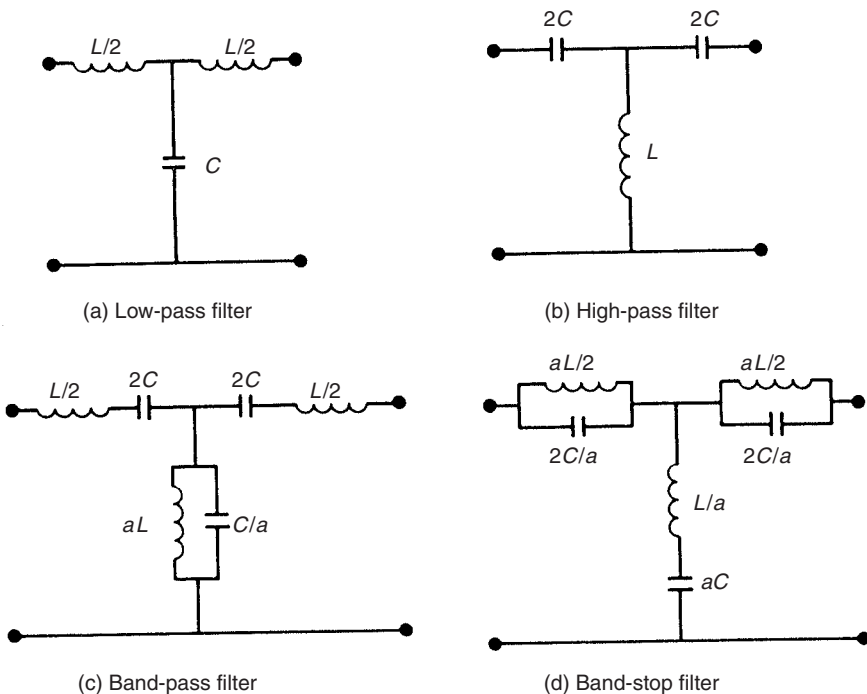 L/2 L/2
C
(a) Low-pass filter
2C 2C
L
(b) High-pass filter
L/2 2C 2C L/2
aL C/a
(c) Band-pass filter
aL/2 aL/2
2C/a 2C/a
L/a
aC
(d) Band-stop filter